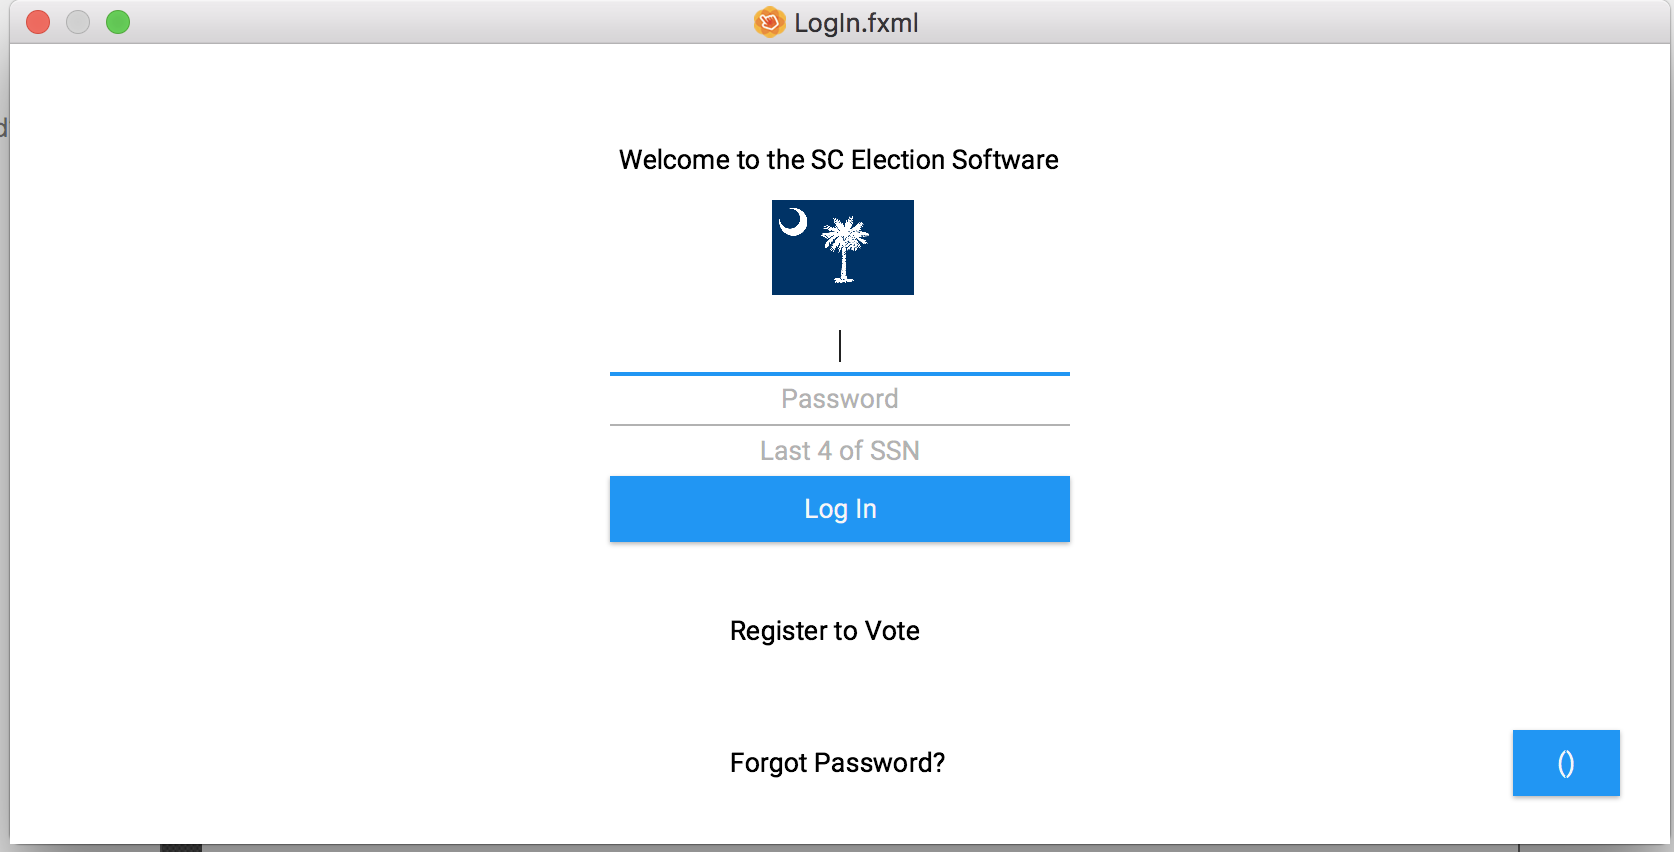 LogIn.fxml
d
Welcome to the SC Election Software
Password
Last 4 of SSN
Log In
Register to Vote
Forgot Password?
()